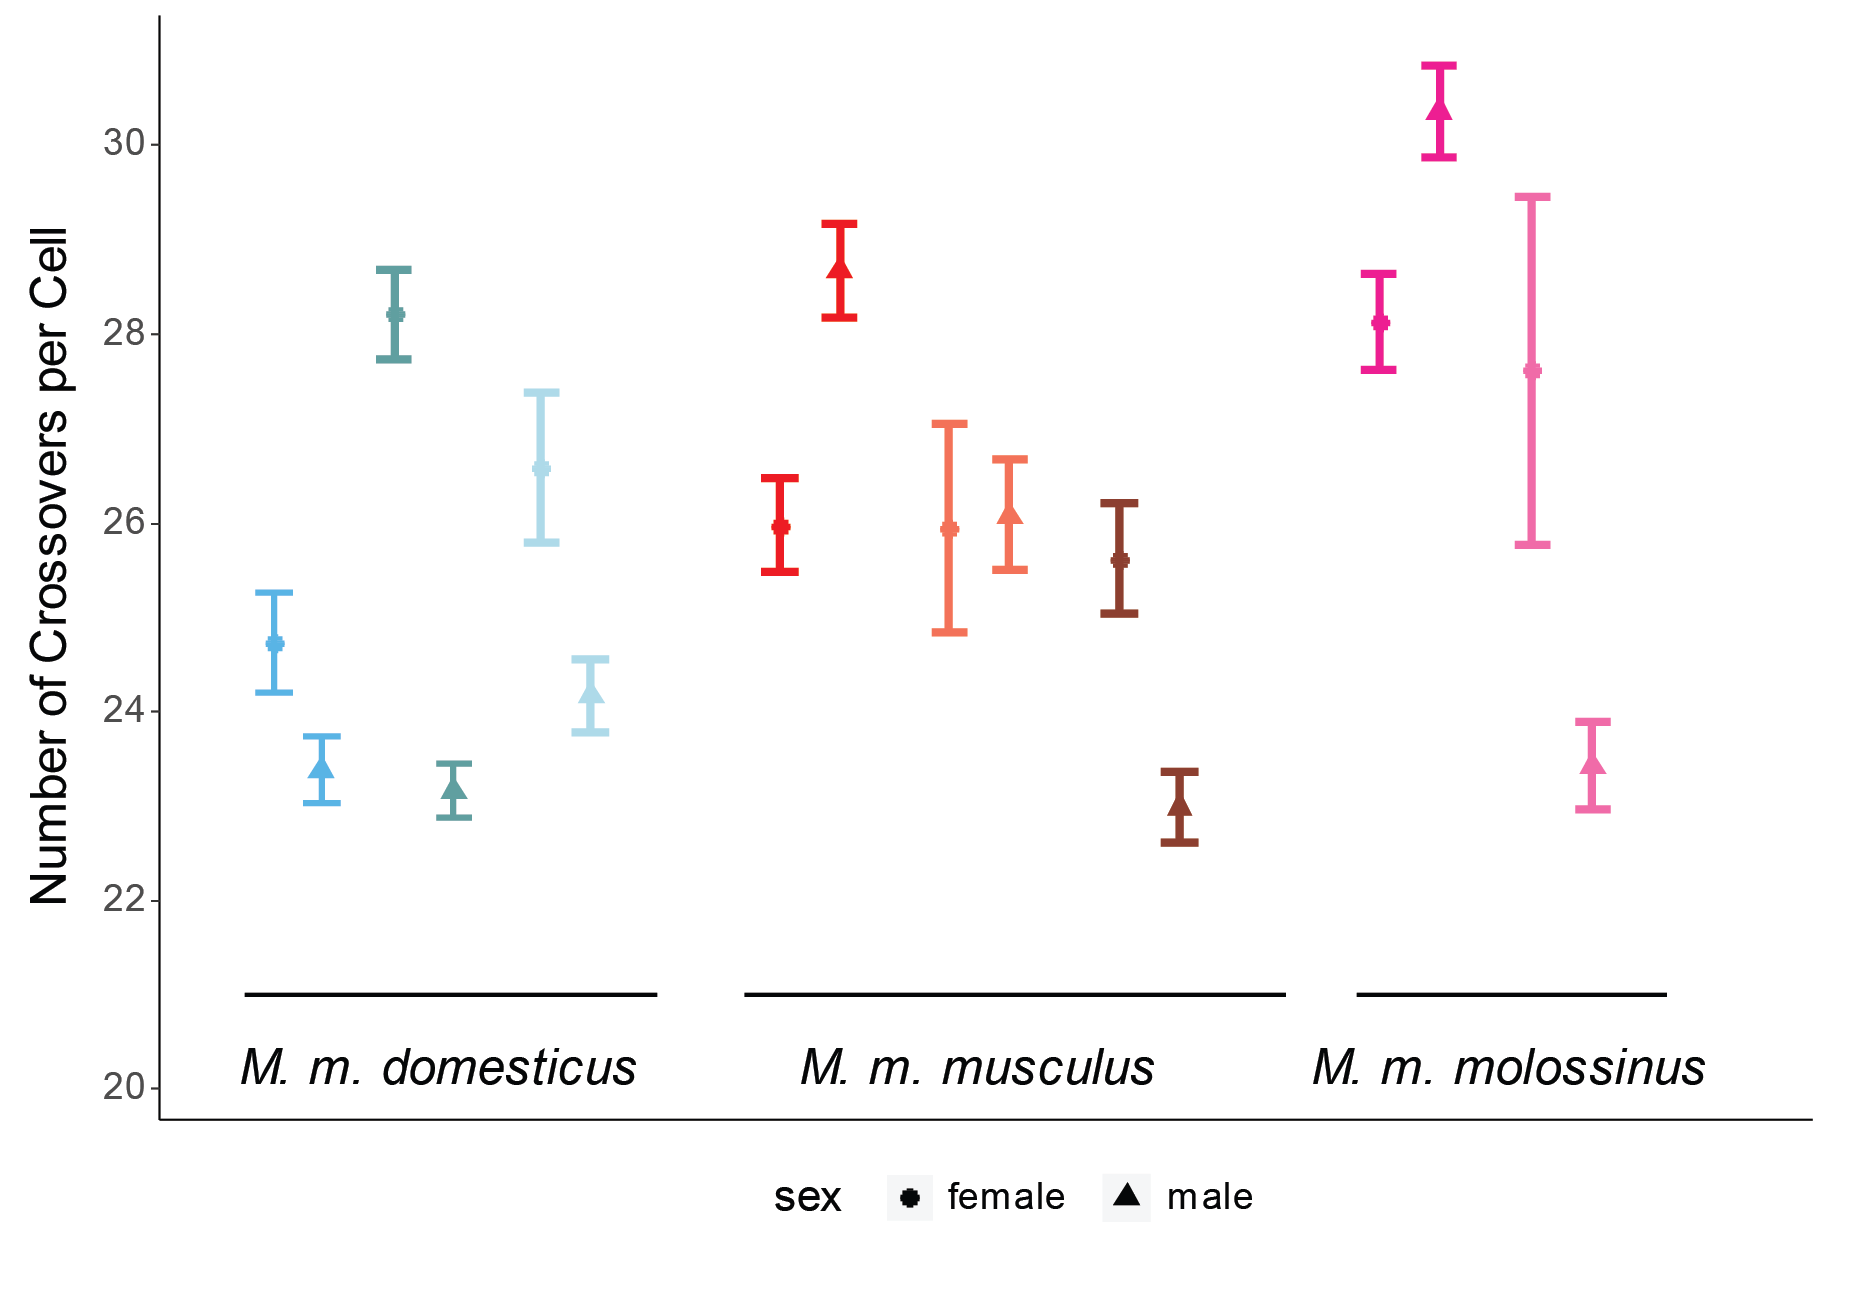 Number of Crossovers per Cell
30
28
26
24
22
20
M. m. domesticus M. m. musculus M. m. molossinus
sex female male